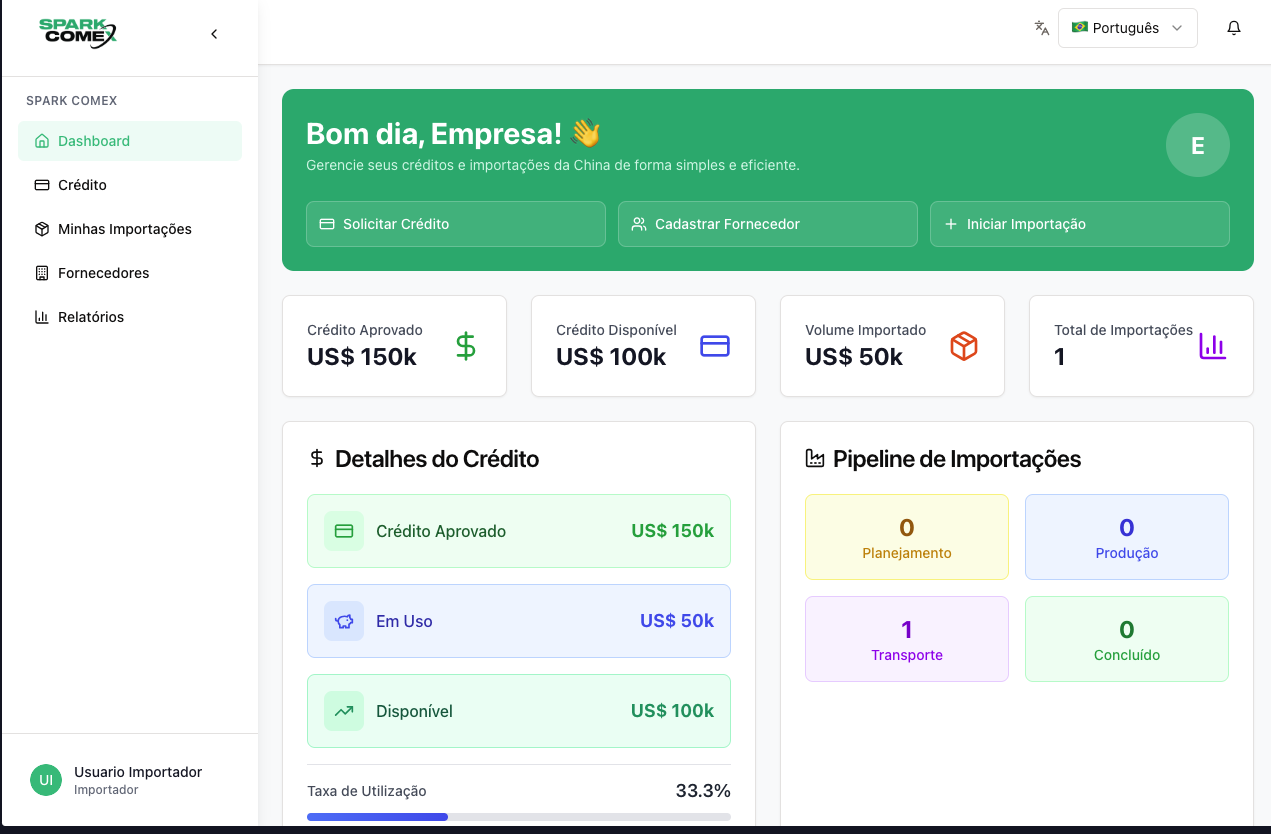 SPARK
COMEX
Português
SPARK COMEX
Dashboard
Crédito
Minhas Importações
Fornecedores
Relatórios
UI
Usuario Importador
Importador
Bom dia, Empresa!
Gerencie seus créditos e importações da China de forma simples e eficiente.
E
Solicitar Crédito
Cadastrar Fornecedor
Iniciar Importação
Crédito Aprovado
US$ 150k
Crédito Disponível
US$ 100k
Volume Importado
US$ 50k
Total de Importações
1
Detalhes do Crédito
Crédito Aprovado
US$ 150k
Em Uso
US$ 50k
Disponível
US$ 100k
Taxa de Utilização
33.3%
Pipeline de Importações
0
Planejamento
0
Produção
1
Transporte
0
Concluído